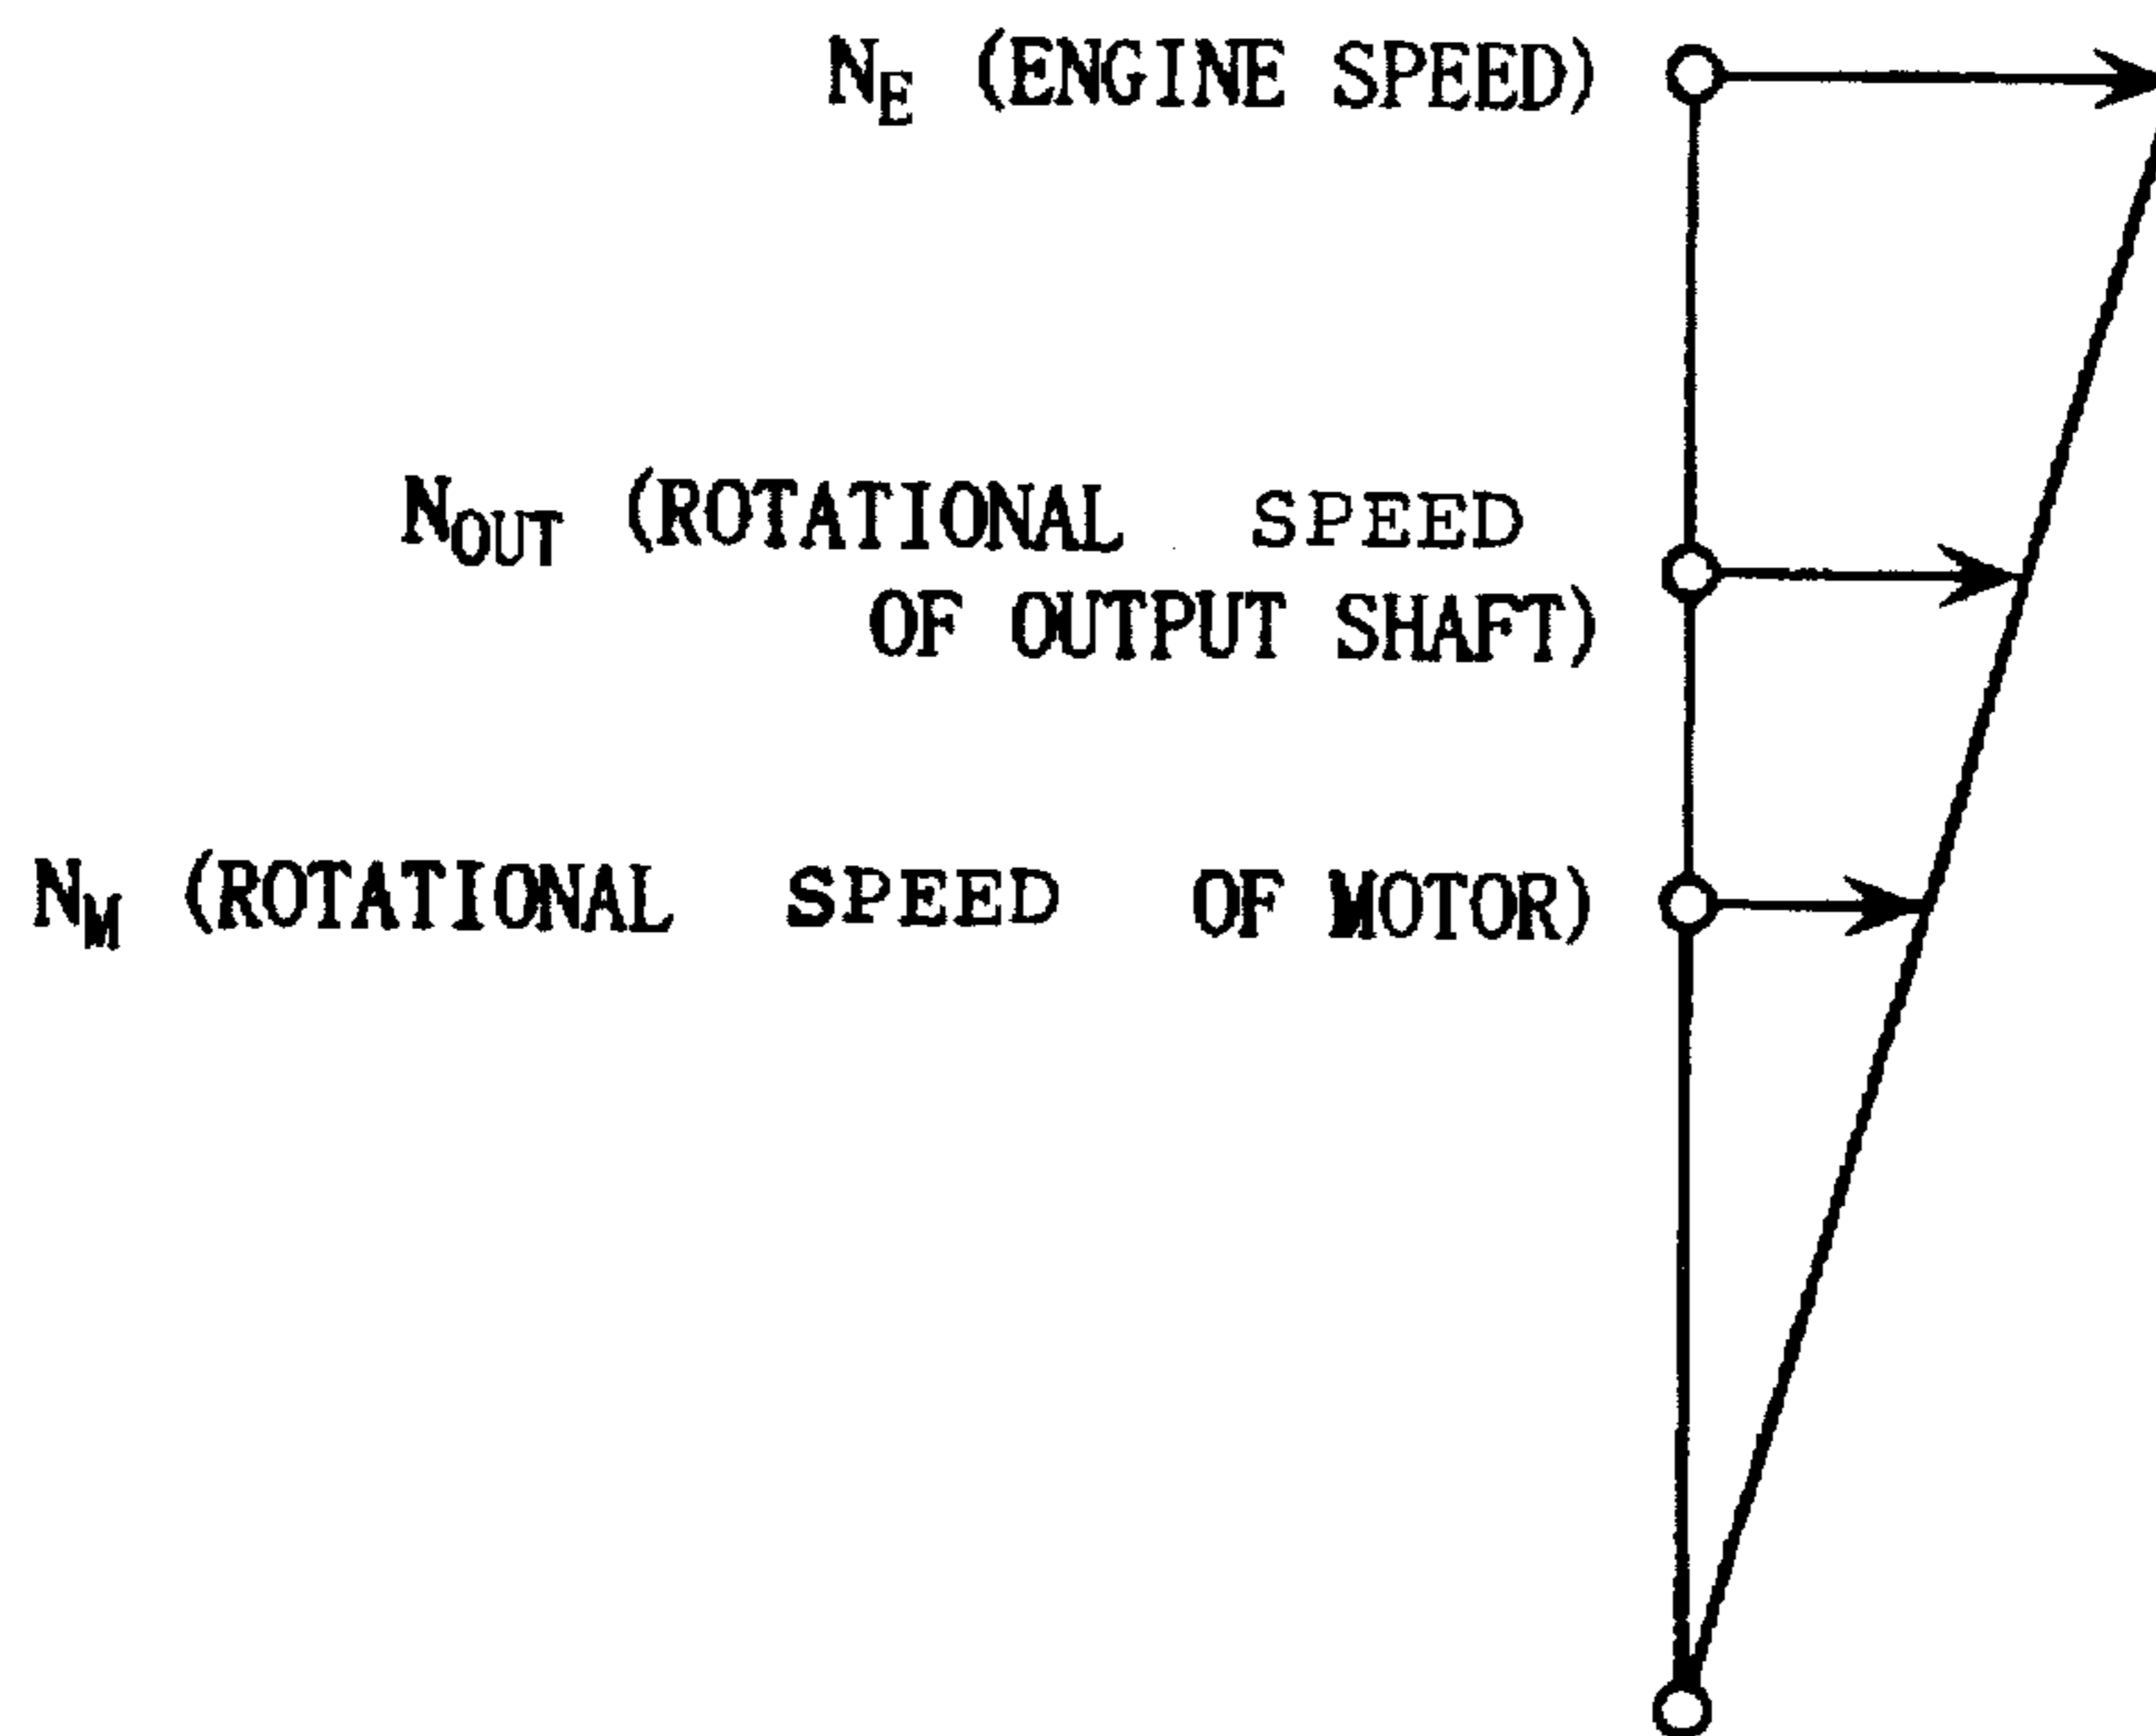 N_E (ENGINE SPEED)
N_OUT (ROTATIONAL SPEED
OF OUTPUT SHAFT)
N_M (ROTATIONAL SPEED OF MOTOR)